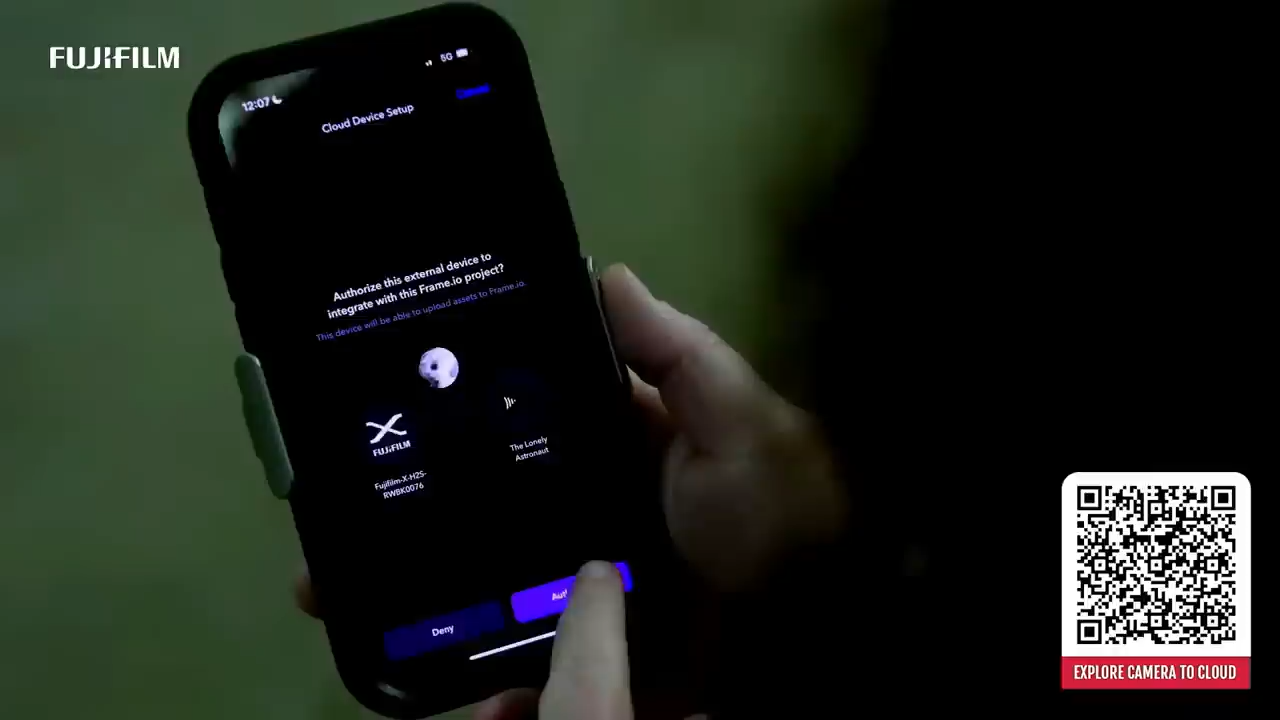 FUJIFILM
12:07
5G
Cancel
Cloud Device Setup
Authorize this external device to
integrate with this Frame.io project?
This device will be able to upload assets to Frame.io.
FUJIFILM
Fujifilm-X-H2S-
RWBK0076
The Lonely
Astronaut
Deny
EXPLORE CAMERA TO CLOUD